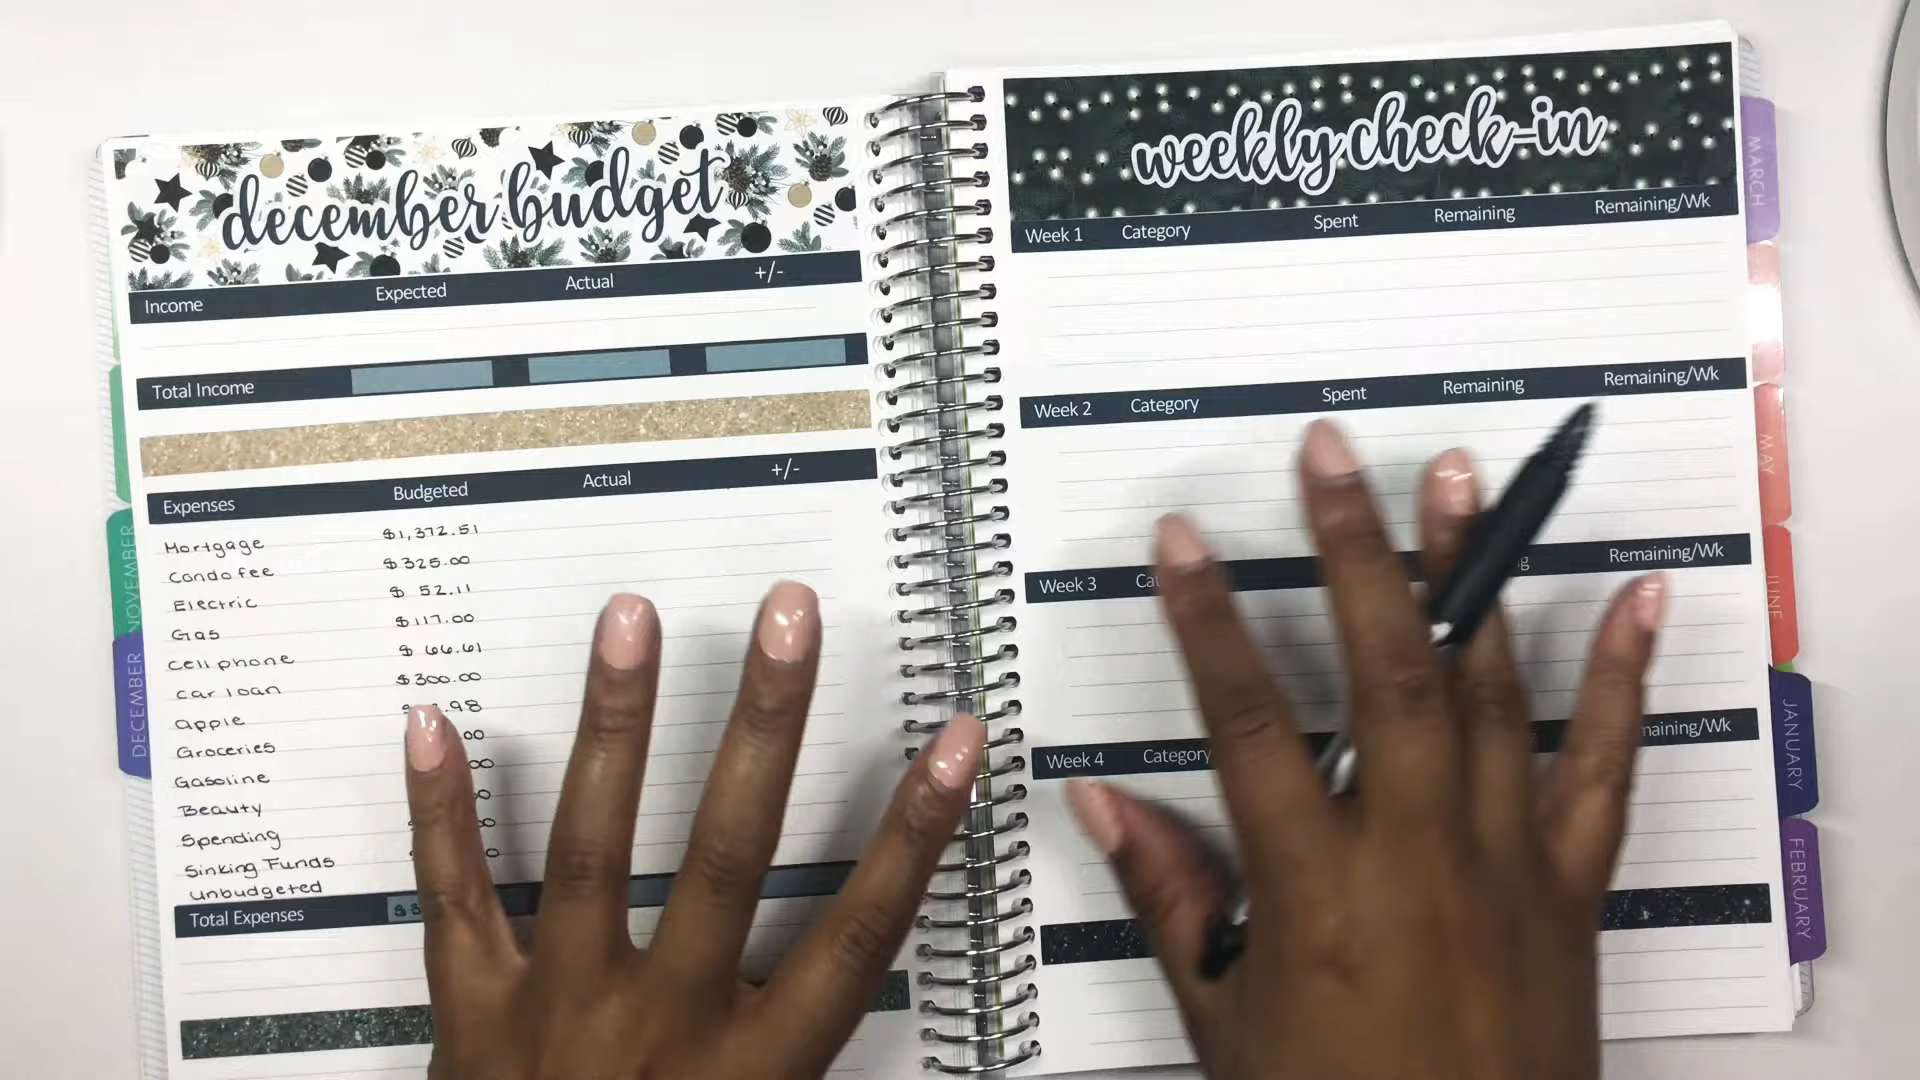 december budget
Income Expected Actual +/-
Total Income
Expenses Budgeted Actual +/-
Mortgage $1,372.51
Condo fee $325.00
Electric $ 52.11
Gas $117.00
Cell phone $ 66.61
Car loan $300.00
Apple
Groceries
Gasoline
Beauty
Spending
Sinking Funds
Unbudgeted
Total Expenses
weekly check-in
Week 1 Category Spent Remaining Remaining/Wk
Week 2 Category Spent Remaining Remaining/Wk
Week 3 Remaining/Wk
Week 4 Category
NOVEMBER
DECEMBER
MARCH
MAY
JUNE
JANUARY
FEBRUARY